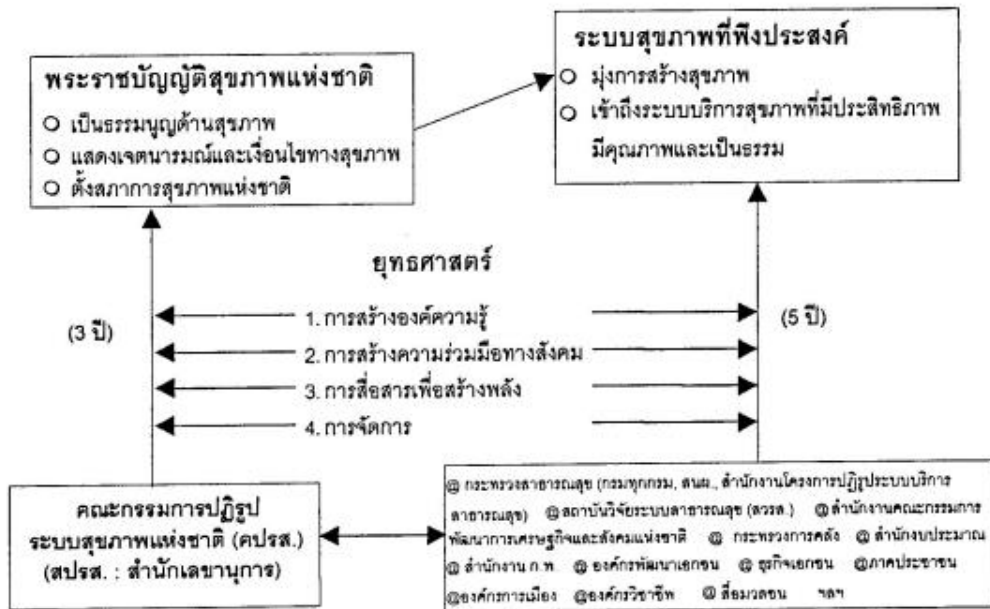 พระราชบัญญัติสุขภาพแห่งชาติ
○ เป็นธรรมนูญด้านสุขภาพ
○ แสดงเจตนารมณ์และเงื่อนไขทางสุขภาพ
○ ตั้งสภาการสุขภาพแห่งชาติ
ระบบสุขภาพที่พึงประสงค์
○ มุ่งการสร้างสุขภาพ
○ เข้าถึงระบบบริการสุขภาพที่มีประสิทธิภาพ
มีคุณภาพและเป็นธรรม
ยุทธศาสตร์
(3 ปี)
1. การสร้างองค์ความรู้
2. การสร้างความร่วมมือทางสังคม
3. การสื่อสารเพื่อสร้างพลัง
4. การจัดการ
(5 ปี)
คณะกรรมการปฏิรูป
ระบบสุขภาพแห่งชาติ (คปรส.)
(สปรส. : สำนักเลขานุการ)
@ กระทรวงสาธารณสุข (กรมทุกกรม, สนผ., สำนักงานโครงการปฏิรูประบบบริการ
สาธารณสุข) @สถาบันวิจัยระบบสาธารณสุข (สวรส.) @สำนักงานคณะกรรมการ
พัฒนาการเศรษฐกิจและสังคมแห่งชาติ @ กระทรวงการคลัง @ สำนักงบประมาณ
@ สำนักงาน ก.พ @ องค์กรพัฒนาเอกชน @ ธุรกิจเอกชน @ภาคประชาชน
@องค์กรการเมือง @องค์กรวิชาชีพ @ สื่อมวลชน ฯลฯ